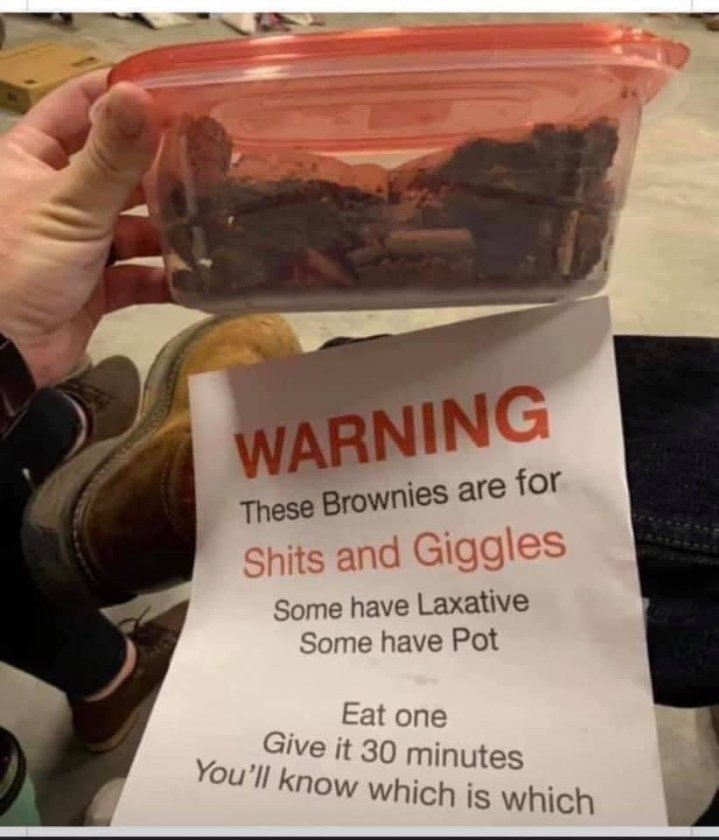 WARNING
These Brownies are for
Shits and Giggles
Some have Laxative
Some have Pot
Eat one
Give it 30 minutes
You'll know which is which